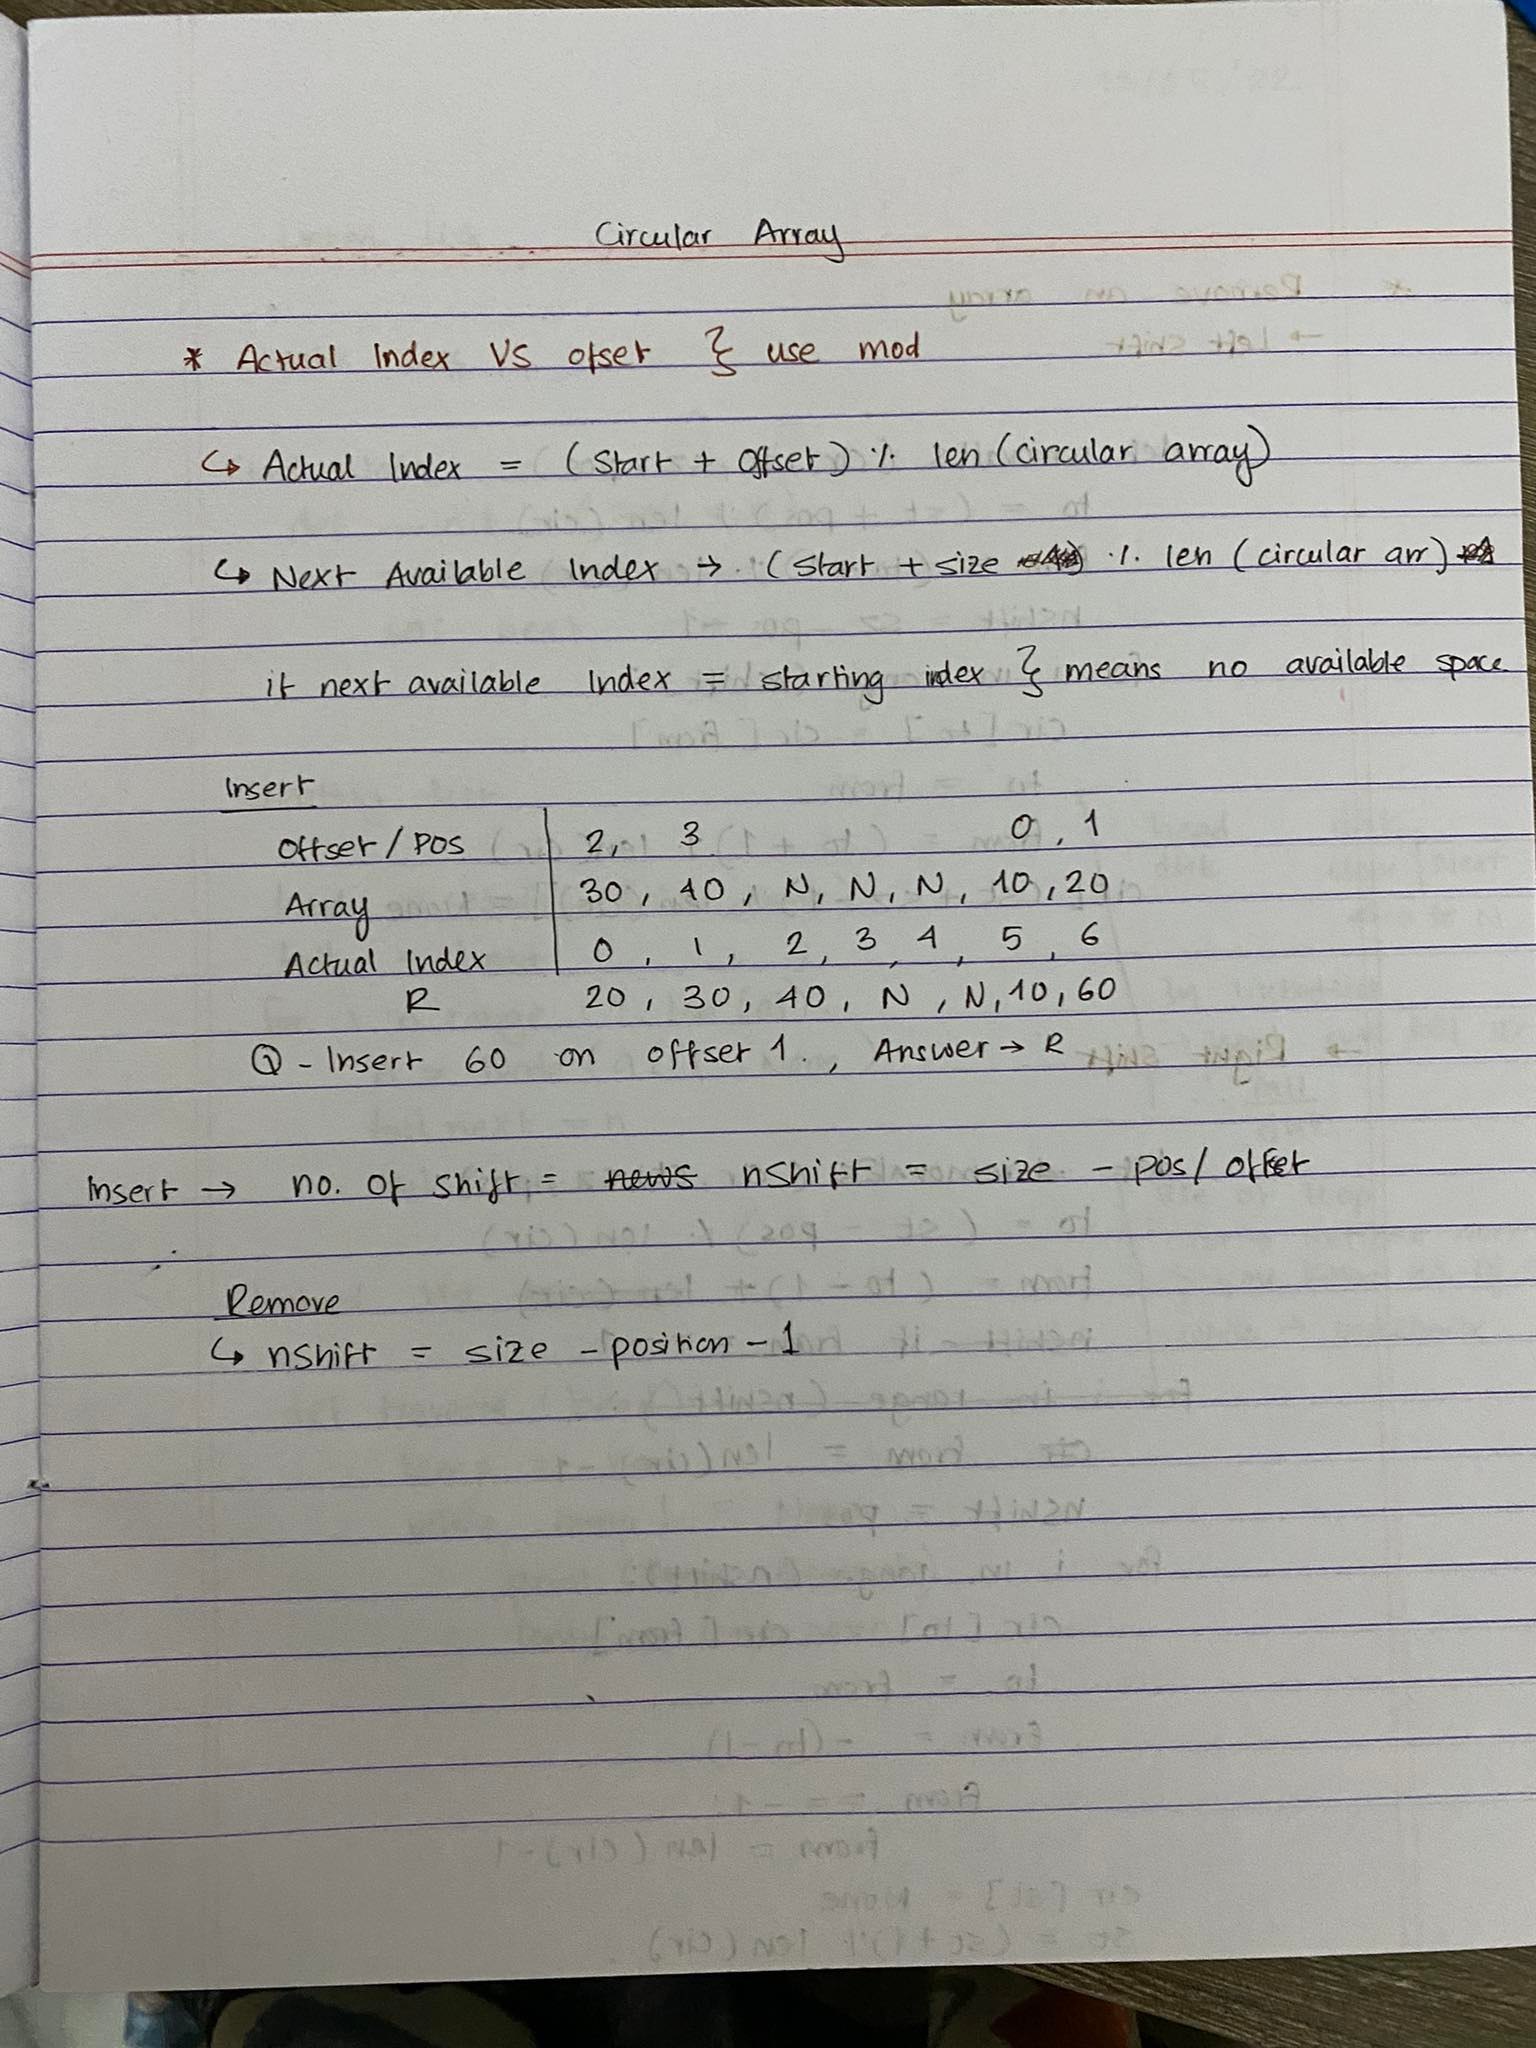 Circular Array
* Actual Index VS ofset } use mod
↳ Actual Index = (Start + Offset) % len (circular array)
↳ Next Available Index → (Start + size % len (circular arr)
if next available Index = starting index } means no available space
Insert
Offset / Pos 2, 3 0, 1
Array 30, 40, N, N, N, 10, 20
Actual Index 0, 1, 2, 3, 4, 5, 6
R 20, 30, 40, N, N, 10, 60
Q - Insert 60 on offset 1., Answer → R
Insert → no. of shift = news nshift = size - pos / offset
Remove
↳ nshift = size - position - 1